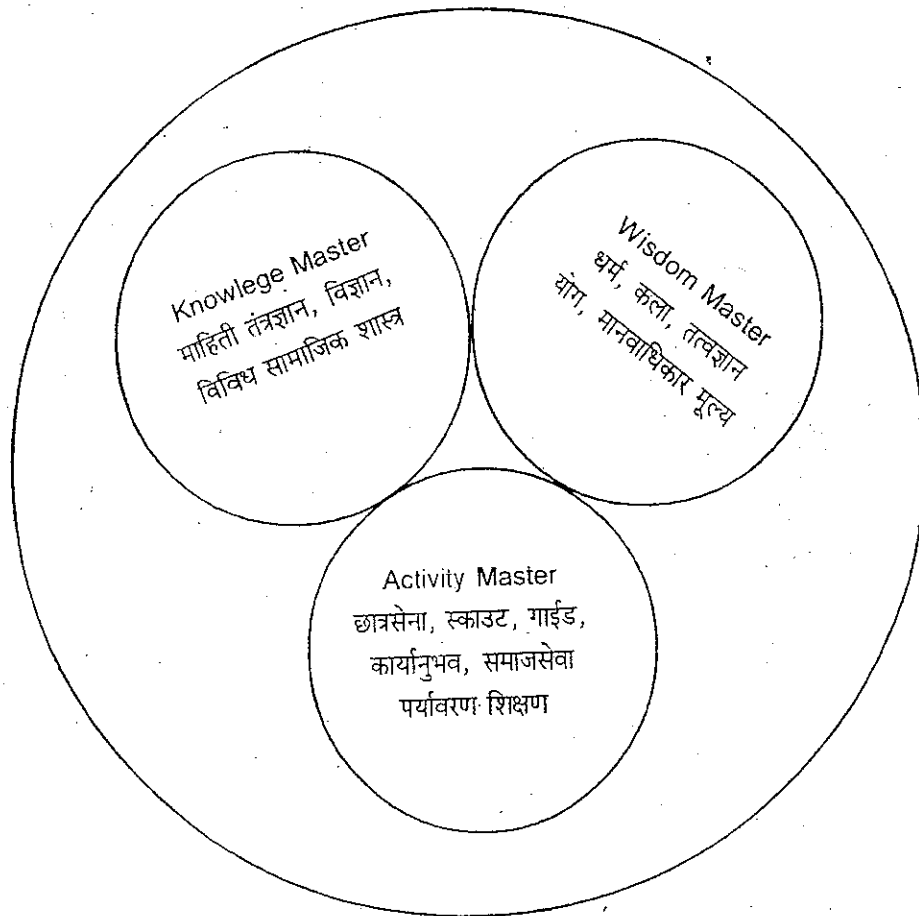 Knowlege Master
माहिती तंत्रज्ञान, विज्ञान,
विविध सामाजिक शास्त्र
Wisdom Master
धर्म, कला, तत्वज्ञान
योग, मानवाधिकार मूल्य
Activity Master
छात्रसेना, स्काउट, गाईड,
कार्यानुभव, समाजसेवा
पर्यावरण शिक्षण